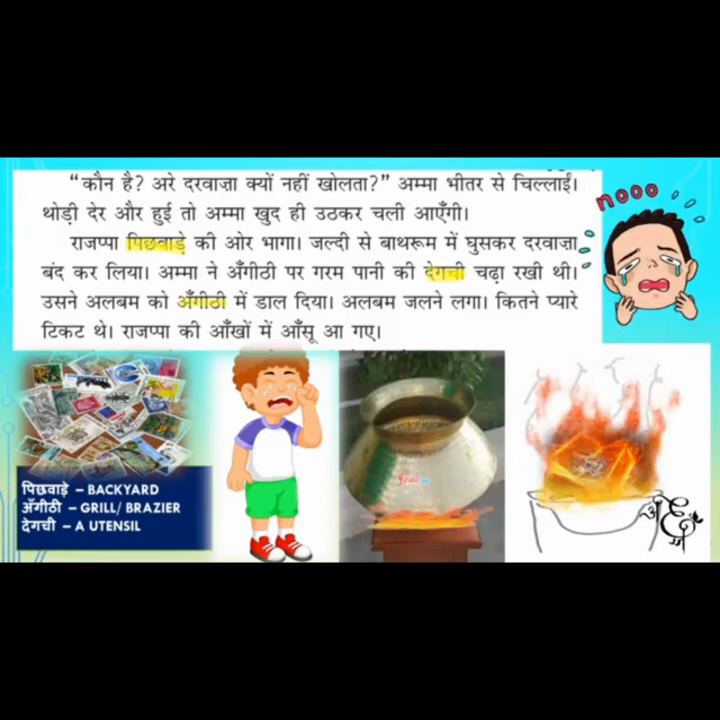 “कौन है? अरे दरवाज़ा क्यों नहीं खोलता?” अम्मा भीतर से चिल्लाईं।
थोड़ी देर और हुई तो अम्मा खुद ही उठकर चली आएँगी।
राजप्पा पिछवाड़े की ओर भागा। जल्दी से बाथरूम में घुसकर दरवाज़ा
बंद कर लिया। अम्मा ने अँगीठी पर गरम पानी की देगची चढ़ा रखी थी।
उसने अलबम को अँगीठी में डाल दिया। अलबम जलने लगा। कितने प्यारे
टिकट थे। राजप्पा की आँखों में आँसू आ गए।
nooo
पिछवाड़े – BACKYARD
अँगीठी – GRILL/ BRAZIER
देगची – A UTENSIL